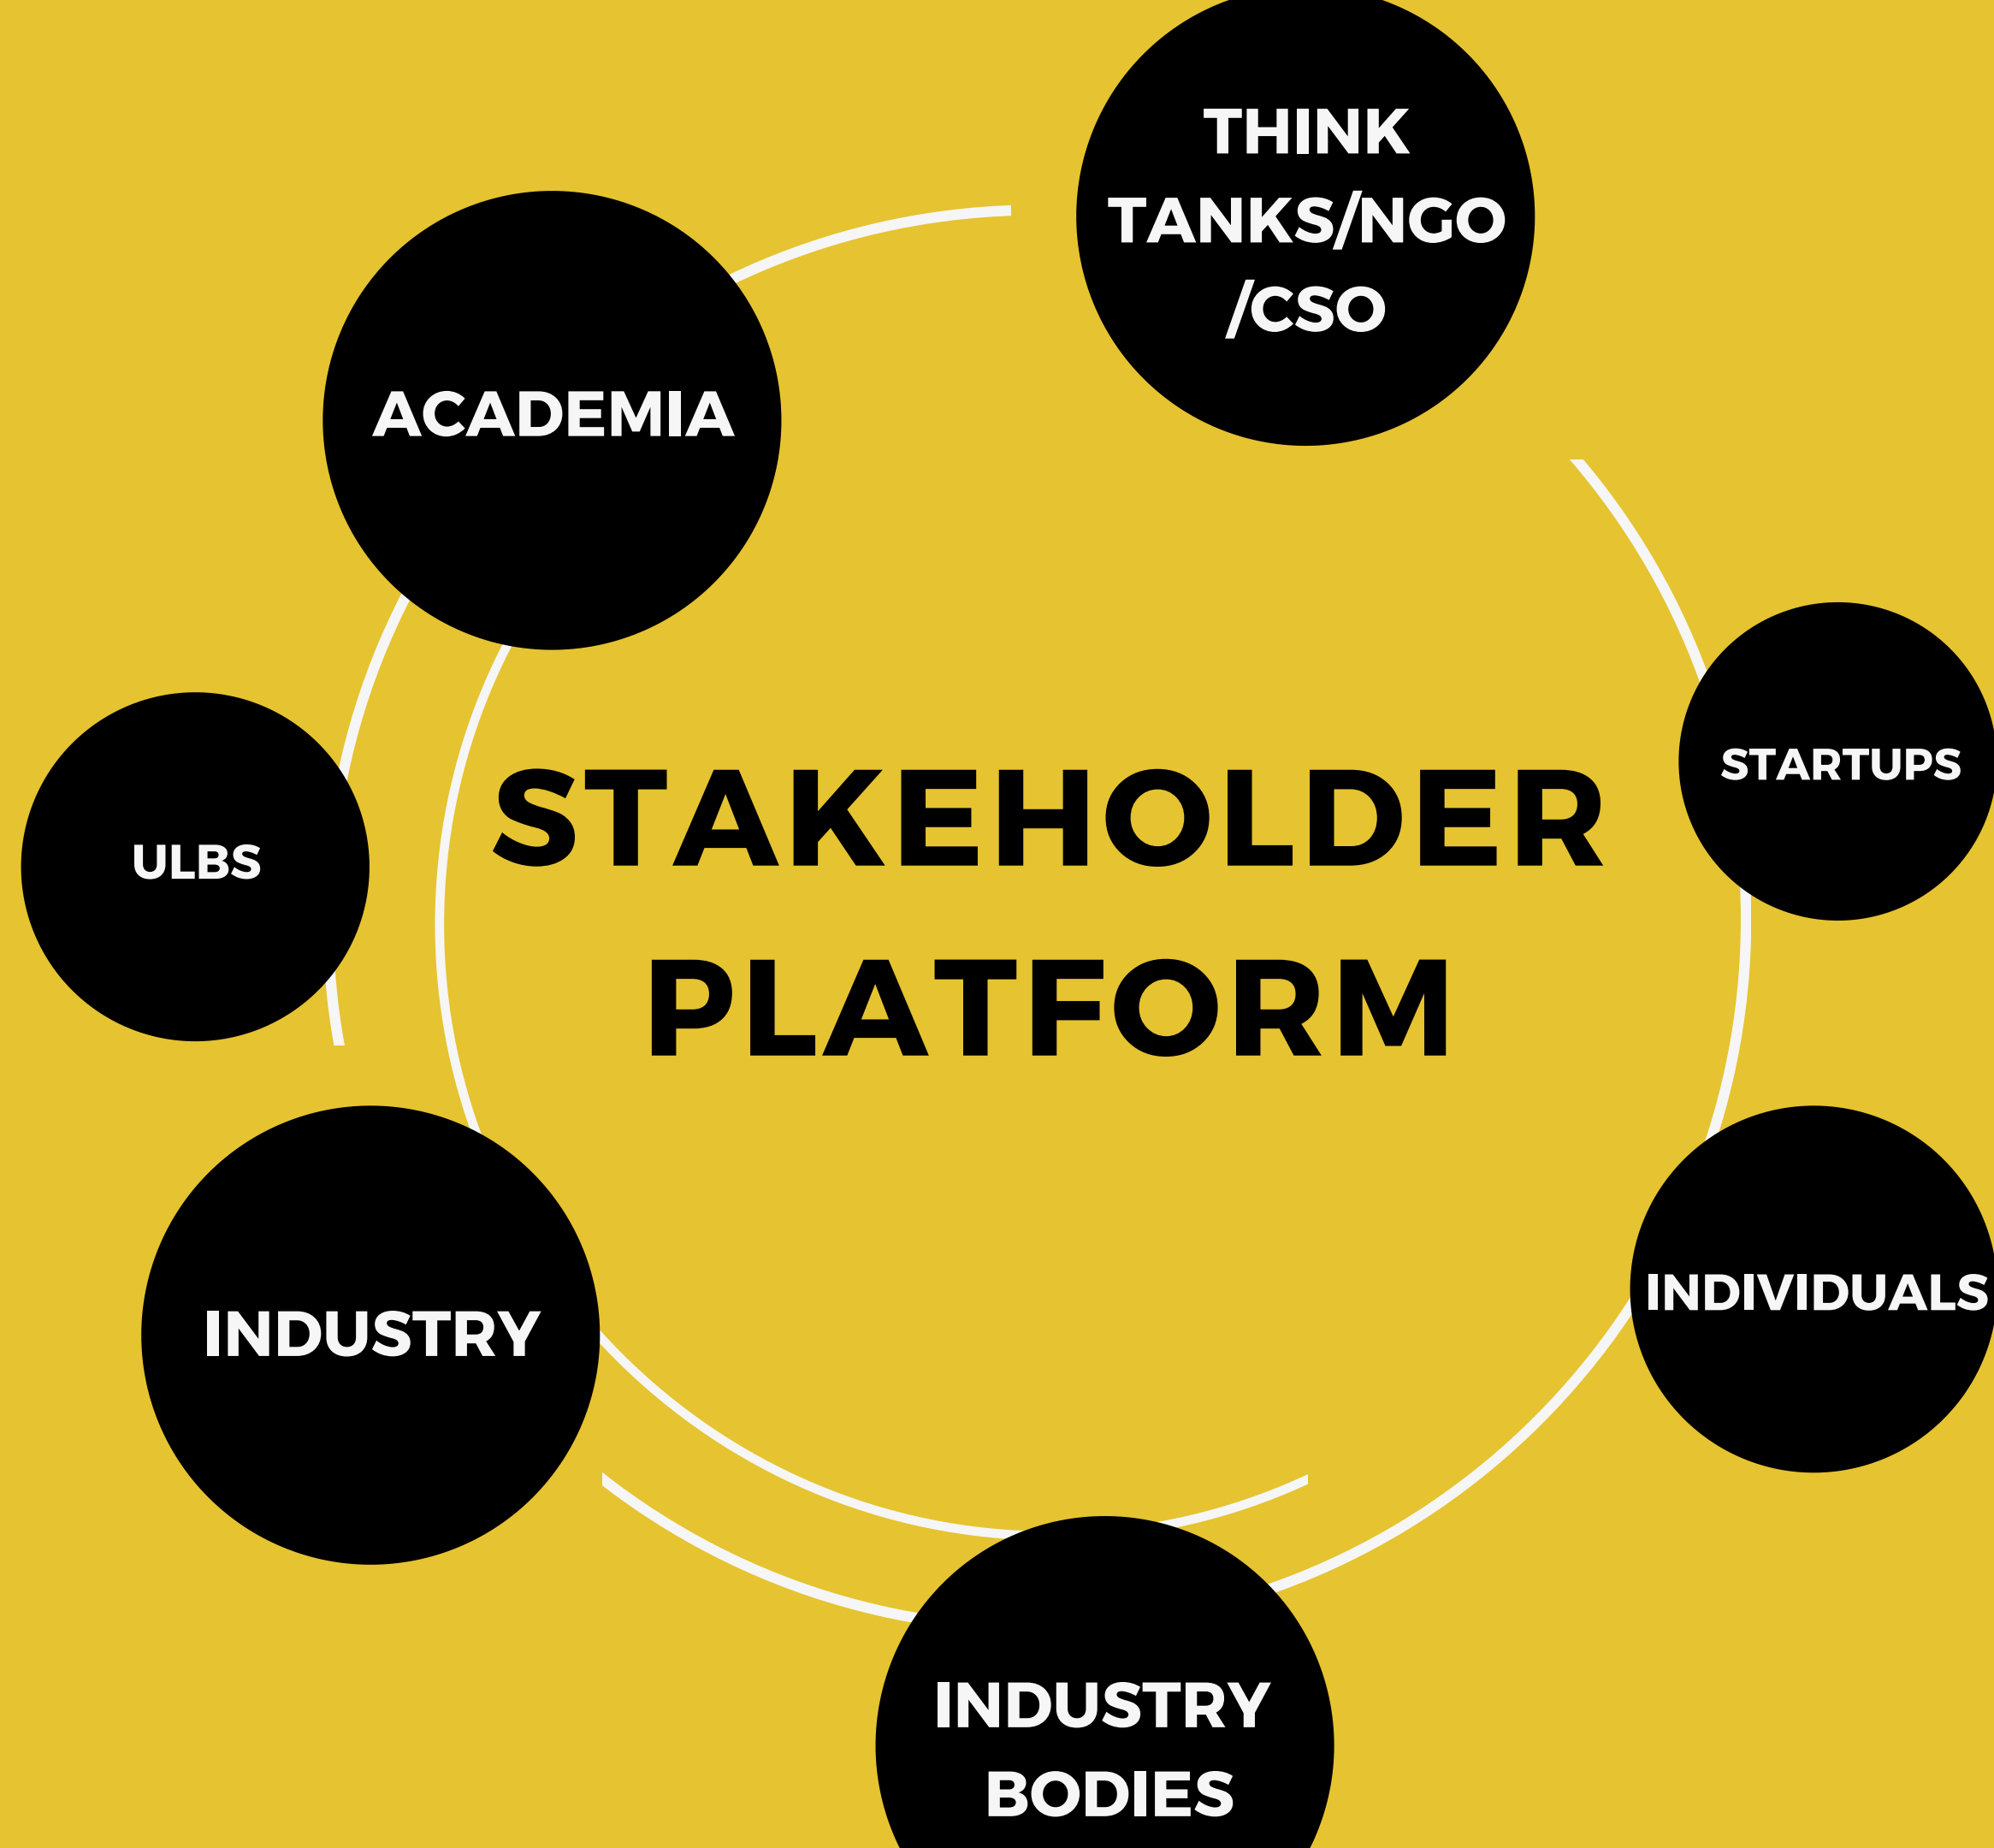 THINK
TANKS/NGO
/CSO
ACADEMIA
STARTUPS
STAKEHOLDER
PLATFORM
ULBS
INDIVIDUALS
INDUSTRY
INDUSTRY
BODIES